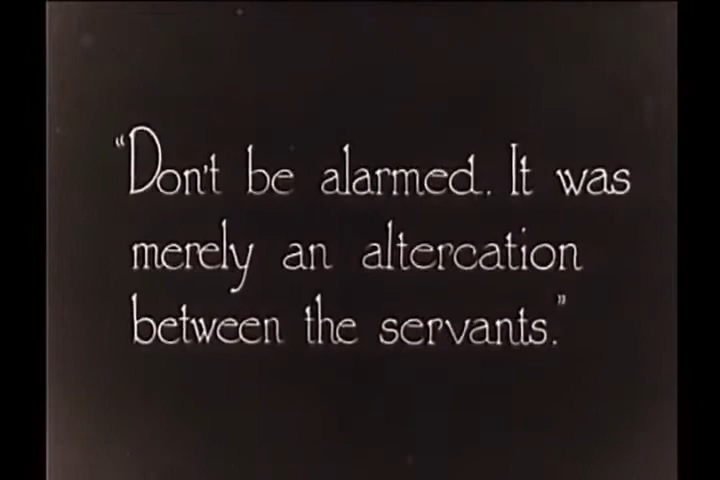 “Don't be alarmed. It was
merely an altercation
between the servants.”